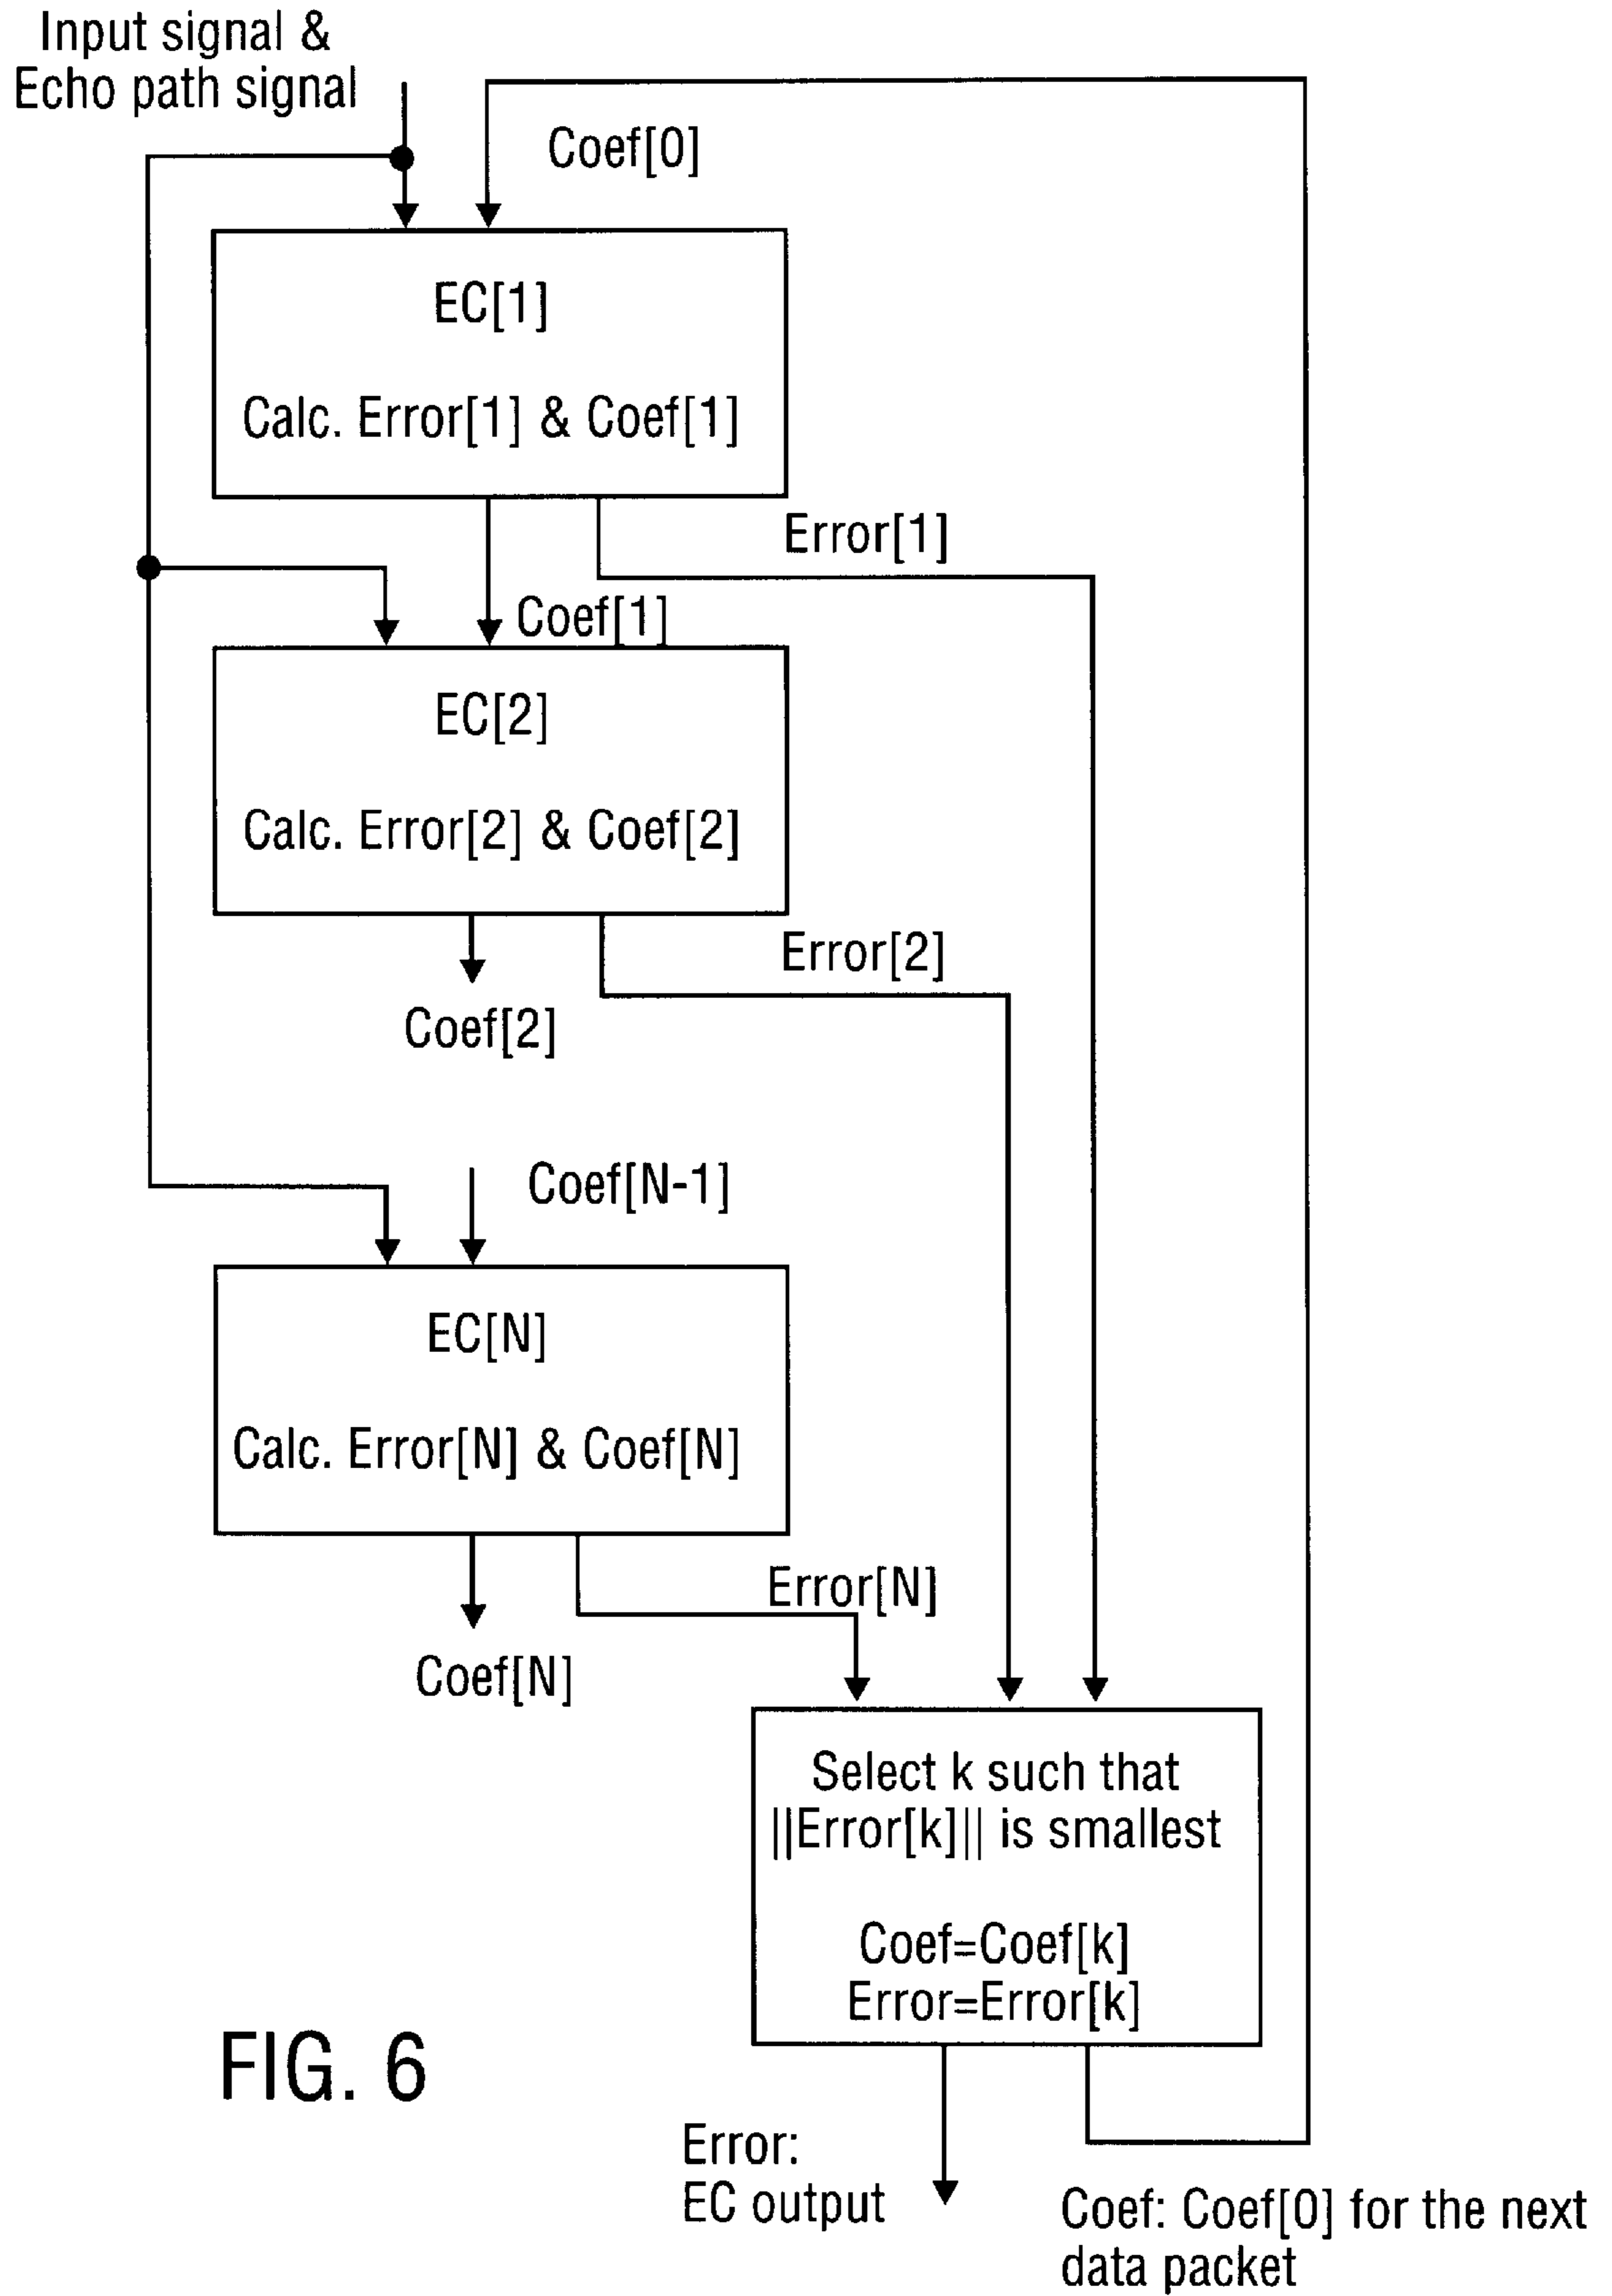 Input signal &
Echo path signal
Coef[0]
EC[1]
Calc. Error[1] & Coef[1]
Error[1]
Coef[1]
EC[2]
Calc. Error[2] & Coef[2]
Error[2]
Coef[2]
Coef[N-1]
EC[N]
Calc. Error[N] & Coef[N]
Error[N]
Coef[N]
Select k such that
||Error[k]|| is smallest
Coef=Coef[k]
Error=Error[k]
FIG. 6
Error:
EC output
Coef: Coef[0] for the next
data packet